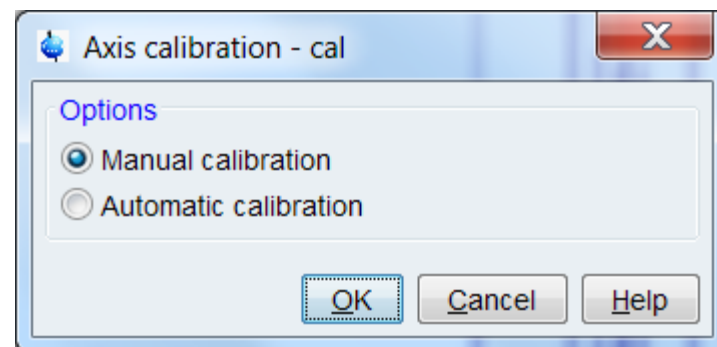 Axis calibration - cal
Options
Manual calibration
Automatic calibration
OK Cancel Help